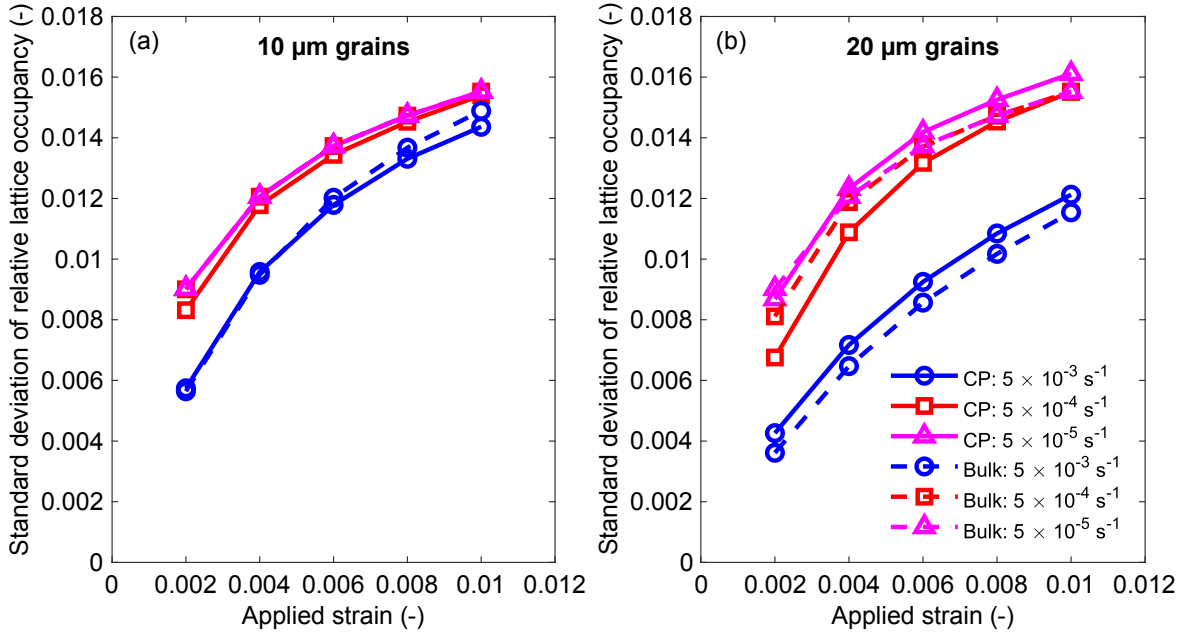 (a)
10 µm grains
Standard deviation of relative lattice occupancy (-)
0.018
0.016
0.014
0.012
0.01
0.008
0.006
0.004
0.002
0
0 0.002 0.004 0.006 0.008 0.01 0.012
Applied strain (-)
(b)
20 µm grains
Standard deviation of relative lattice occupancy (-)
0.018
0.016
0.014
0.012
0.01
0.008
0.006
0.004
0.002
0
CP: 5 × 10⁻³ s⁻¹
CP: 5 × 10⁻⁴ s⁻¹
CP: 5 × 10⁻⁵ s⁻¹
Bulk: 5 × 10⁻³ s⁻¹
Bulk: 5 × 10⁻⁴ s⁻¹
Bulk: 5 × 10⁻⁵ s⁻¹
0 0.002 0.004 0.006 0.008 0.01 0.012
Applied strain (-)